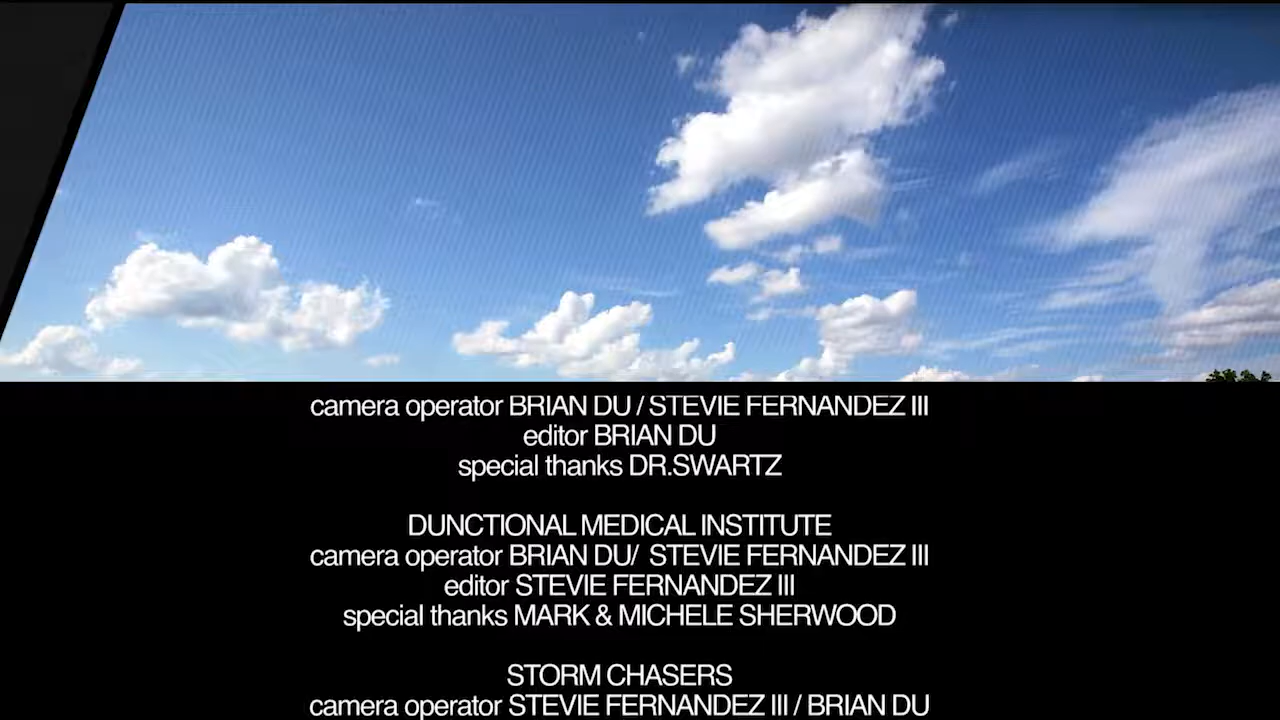 camera operator BRIAN DU / STEVIE FERNANDEZ III
editor BRIAN DU
special thanks DR.SWARTZ
DUNCTIONAL MEDICAL INSTITUTE
camera operator BRIAN DU/  STEVIE FERNANDEZ III
editor STEVIE FERNANDEZ III
special thanks MARK & MICHELE SHERWOOD
STORM CHASERS
camera operator STEVIE FERNANDEZ III / BRIAN DU